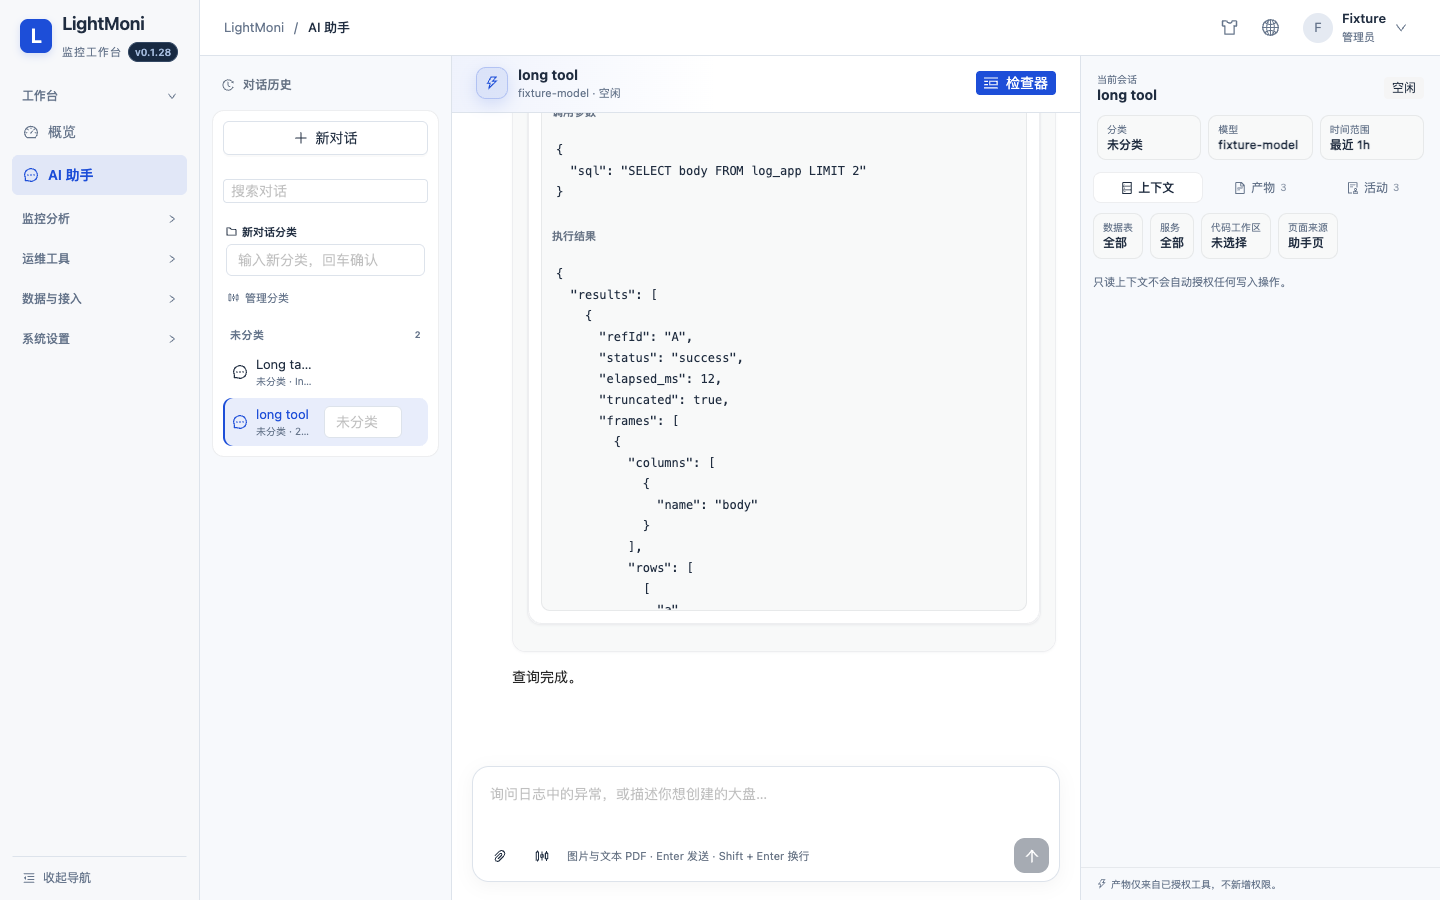 L
LightMoni
监控工作台 v0.1.28
工作台
概览
AI 助手
监控分析
运维工具
数据与接入
系统设置
收起导航
LightMoni / AI 助手
F
Fixture
管理员
对话历史
新对话
搜索对话
新对话分类
输入新分类，回车确认
管理分类
未分类 2
Long ta...
未分类 · In...
long tool
未分类 · 2...
未分类
long tool
fixture-model · 空闲
检查器
调用参数
{
"sql": "SELECT body FROM log_app LIMIT 2"
}
执行结果
{
"results": [
{
"refId": "A",
"status": "success",
"elapsed_ms": 12,
"truncated": true,
"frames": [
{
"columns": [
{
"name": "body"
}
],
"rows": [
[
"a"
查询完成。
询问日志中的异常，或描述你想创建的大盘...
图片与文本 PDF · Enter 发送 · Shift + Enter 换行
当前会话
long tool
空闲
分类
未分类
模型
fixture-model
时间范围
最近 1h
上下文
产物 3
活动 3
数据表
全部
服务
全部
代码工作区
未选择
页面来源
助手页
只读上下文不会自动授权任何写入操作。
产物仅来自已授权工具，不新增权限。